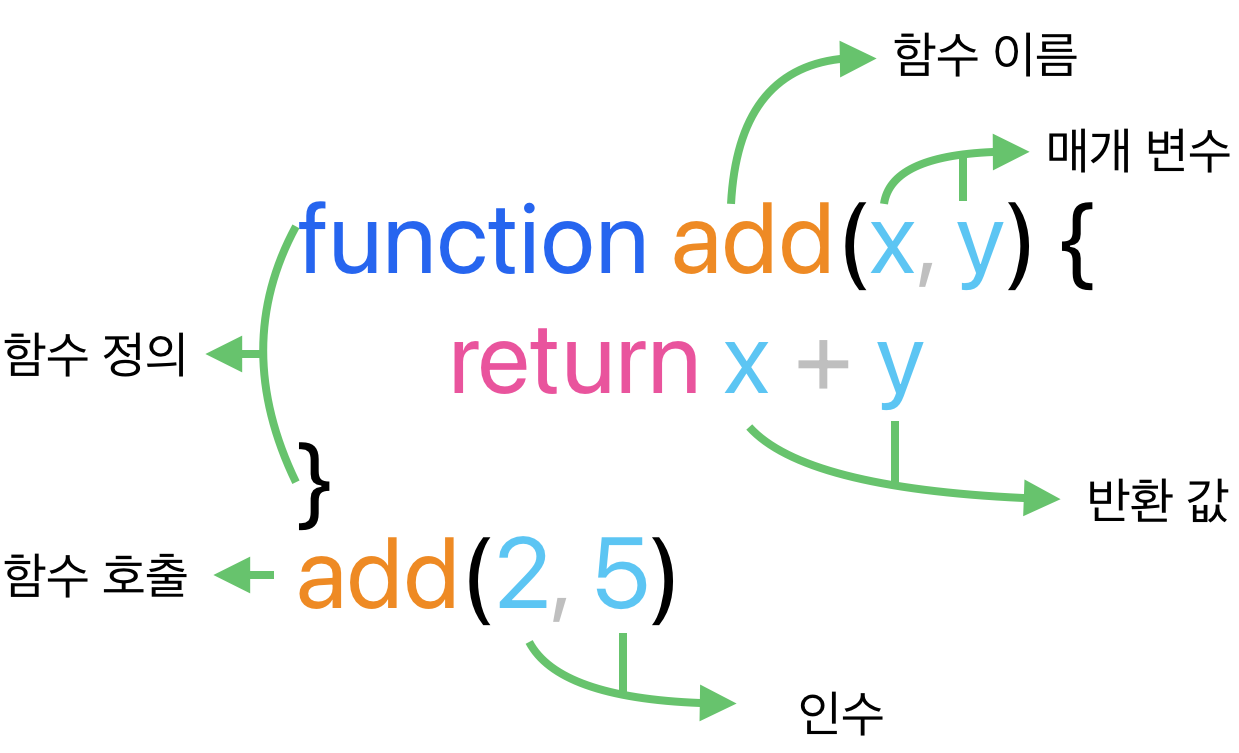 함수 이름
매개 변수
function add(x, y) {
함수 정의
return x + y
}
반환 값
함수 호출
add(2, 5)
인수